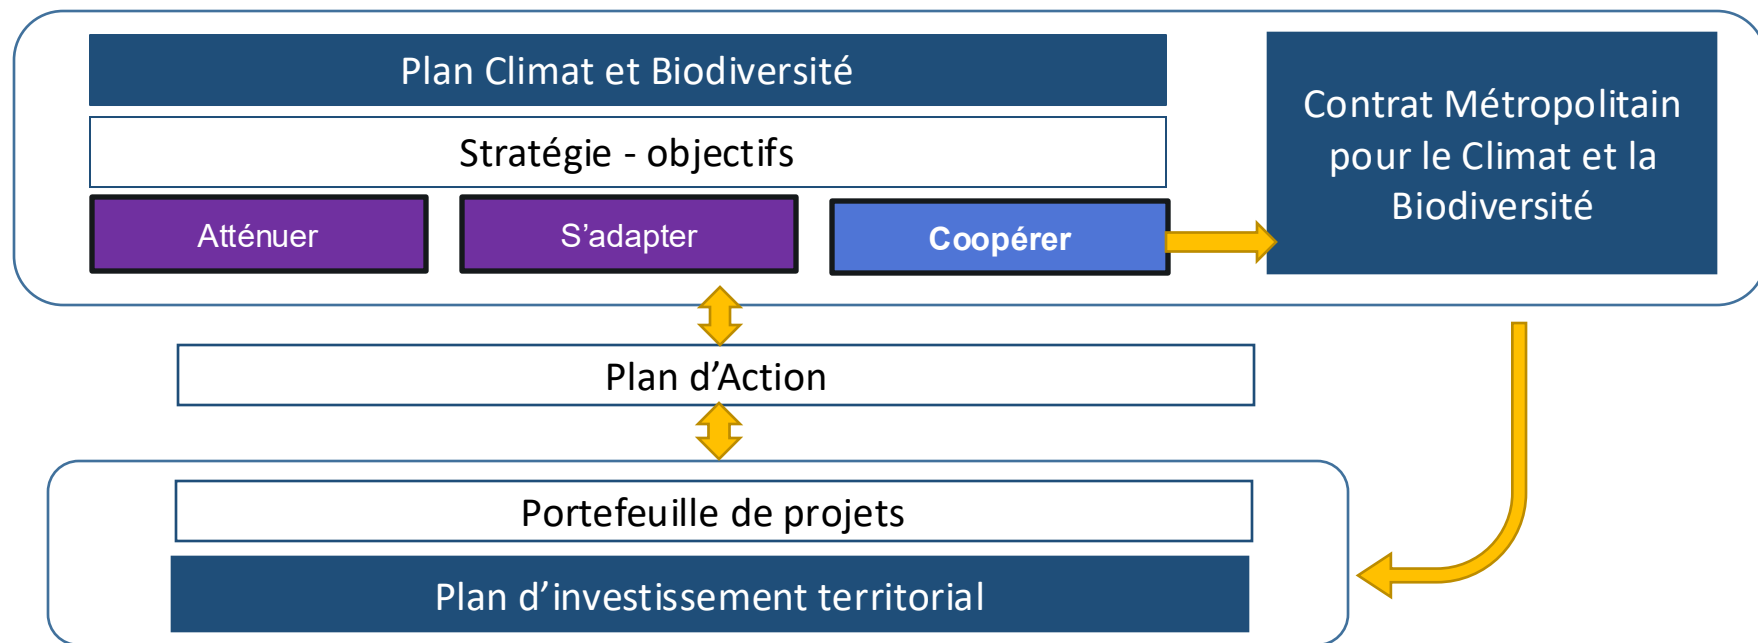 Plan Climat et Biodiversité
Stratégie - objectifs
Atténuer
S’adapter
Coopérer
Contrat Métropolitain
pour le Climat et la
Biodiversité
Plan d’Action
Portefeuille de projets
Plan d’investissement territorial